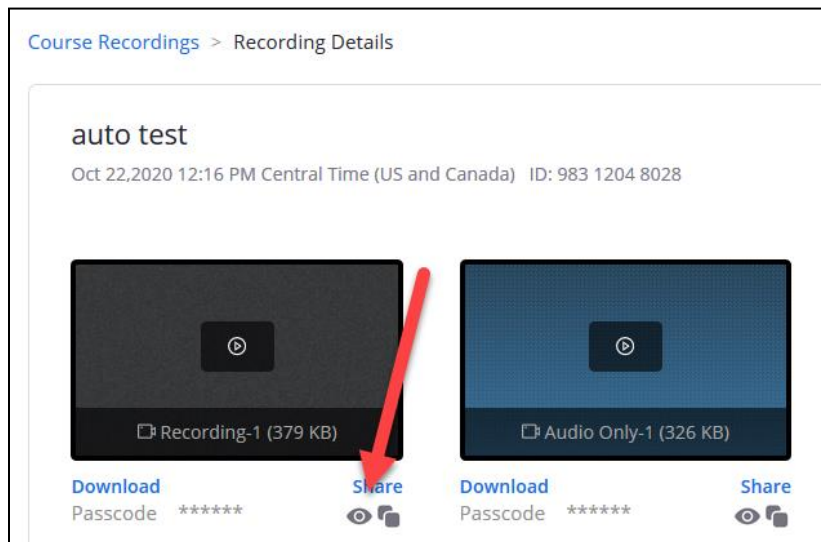 Course Recordings > Recording Details
auto test
Oct 22,2020 12:16 PM Central Time (US and Canada) ID: 983 1204 8028
Recording-1 (379 KB)
Audio Only-1 (326 KB)
Download Share Download Share
Passcode ****** Passcode ******